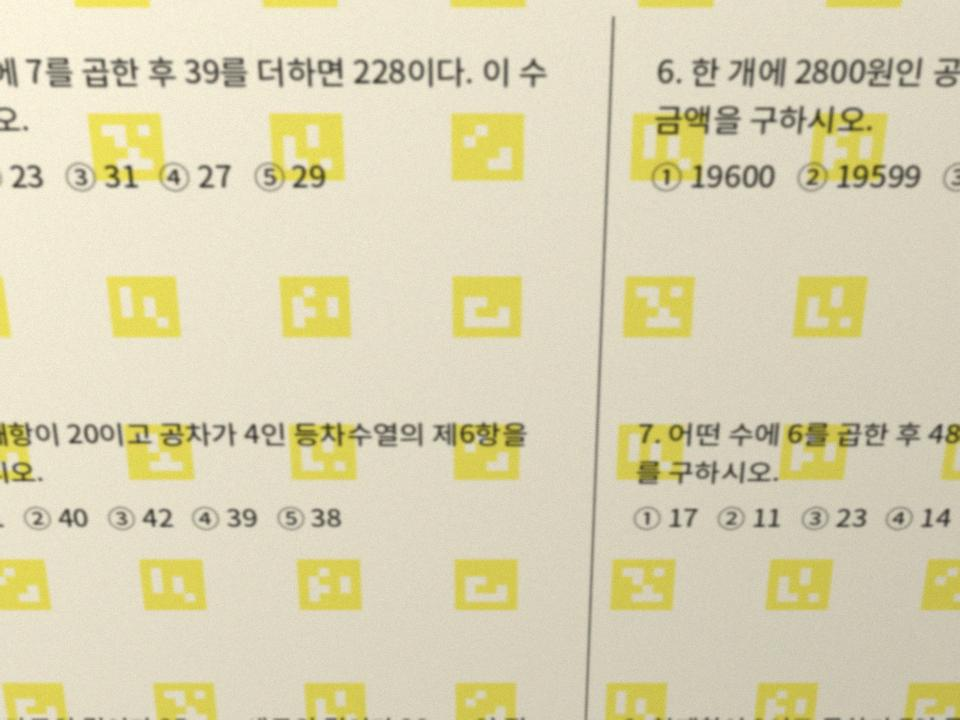 에 7를 곱한 후 39를 더하면 228이다. 이 수
오.
23 ③ 31 ④ 27 ⑤ 29
이 20이고 공차가 4인 등차수열의 제6항을
시오.
② 40 ③ 42 ④ 39 ⑤ 38
6. 한 개에 2800원인 공
금액을 구하시오.
① 19600 ② 19599 ③
7. 어떤 수에 6를 곱한 후 48
를 구하시오.
① 17 ② 11 ③ 23 ④ 14